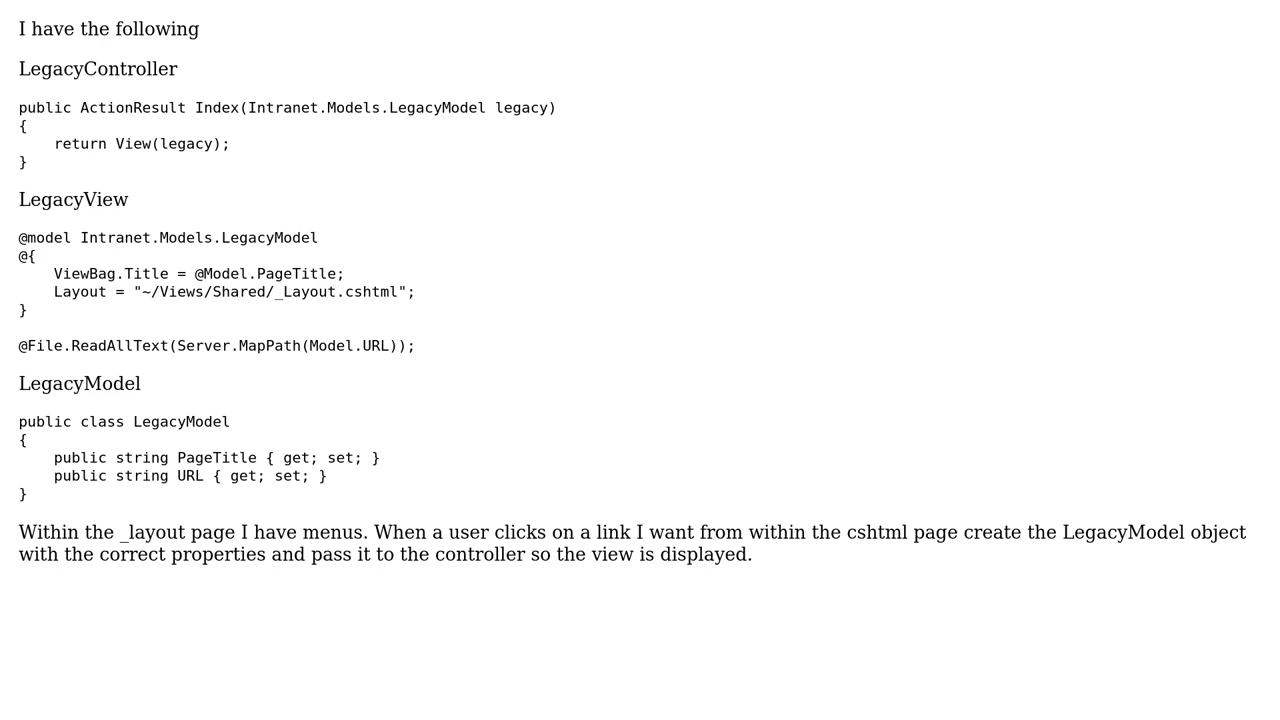 I have the following
LegacyController
public ActionResult Index(Intranet.Models.LegacyModel legacy)
{
    return View(legacy);
}
LegacyView
@model Intranet.Models.LegacyModel
@{
    ViewBag.Title = @Model.PageTitle;
    Layout = "~/Views/Shared/_Layout.cshtml";
}
@File.ReadAllText(Server.MapPath(Model.URL));
LegacyModel
public class LegacyModel
{
    public string PageTitle { get; set; }
    public string URL { get; set; }
}
Within the _layout page I have menus. When a user clicks on a link I want from within the cshtml page create the LegacyModel object
with the correct properties and pass it to the controller so the view is displayed.